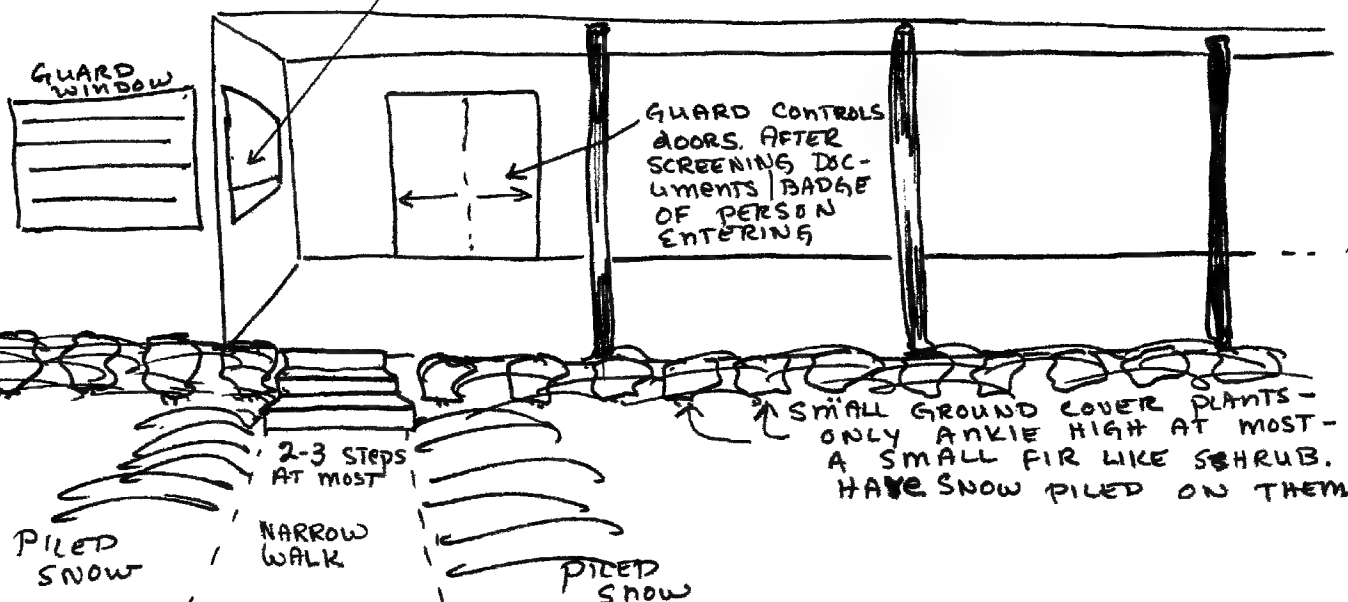 GUARD
WINDOW
GUARD CONTROLS
dOORS. AFTER
SCREENING DOC-
UMENTS/BADGE
OF PERSON
ENTERING
SMALL GROUND COVER PLANTS-
ONLY ANKLE HIGH AT MOST-
A SMALL FIR LIKE SHRUB.
HAVE SNOW PILED ON THEM
2-3 STEPS
AT MOST
NARROW
WALK
PILED
SNOW
PILED
SNOW